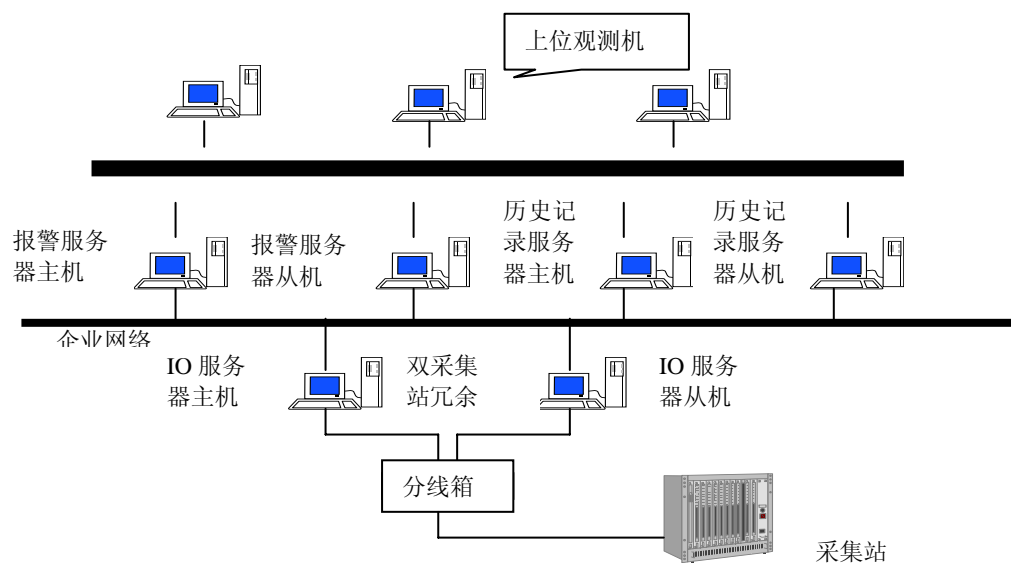 上位观测机
报警服务
器主机
报警服务
器从机
历史记
录服务
器主机
历史记
录服务
器从机
企业网络
IO 服务
器主机
双采集
站冗余
IO 服务
器从机
分线箱
采集站